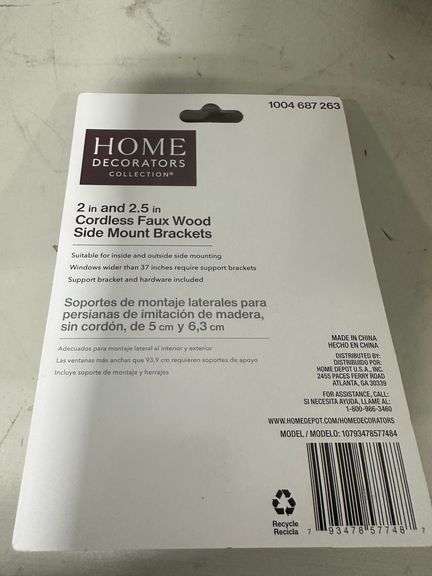 1004 687 263
HOME
DECORATORS
COLLECTION®
2 in and 2.5 in
Cordless Faux Wood
Side Mount Brackets
Suitable for inside and outside side mounting
Windows wider than 37 inches require support brackets
Support bracket and hardware included
Soportes de montaje laterales para
persianas de imitación de madera,
sin cordón, de 5 cm y 6,3 cm
Adecuados para montaje lateral al interior y exterior
Las ventanas más anchas que 93,9 cm requieren soportes de apoyo
Incluye soporte de montaje y herrajes
MADE IN CHINA
HECHO EN CHINA
DISTRIBUTED BY:
DISTRIBUIDO POR:
HOME DEPOT U.S.A., INC.
2455 PACES FERRY ROAD
ATLANTA, GA 30339
FOR ASSISTANCE, CALL:
SI NECESITA AYUDA, LLAME AL:
1-800-986-3460
WWW.HOMEDEPOT.COM/HOMEDECORATORS
MODEL / MODELO: 10793478577484
Recycle
Recicla
7 93478 57748 7